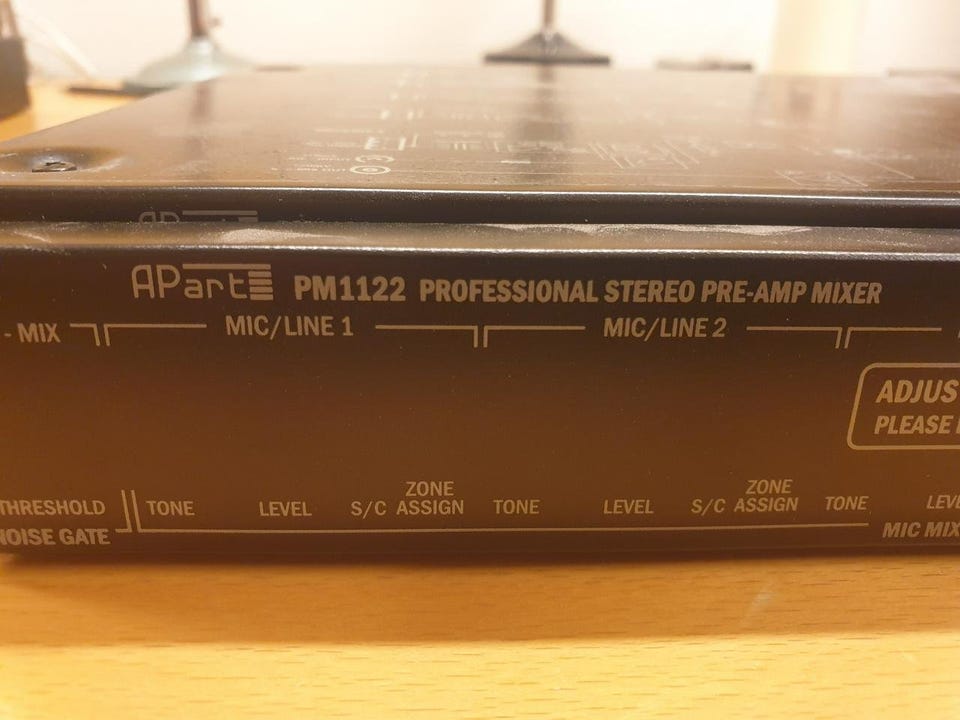 APart PM1122 PROFESSIONAL STEREO PRE-AMP MIXER
- MIX MIC/LINE 1 MIC/LINE 2
ADJUS
PLEASE
ZONE ZONE
THRESHOLD TONE LEVEL S/C ASSIGN TONE LEVEL S/C ASSIGN TONE LEVE
NOISE GATE MIC MIX